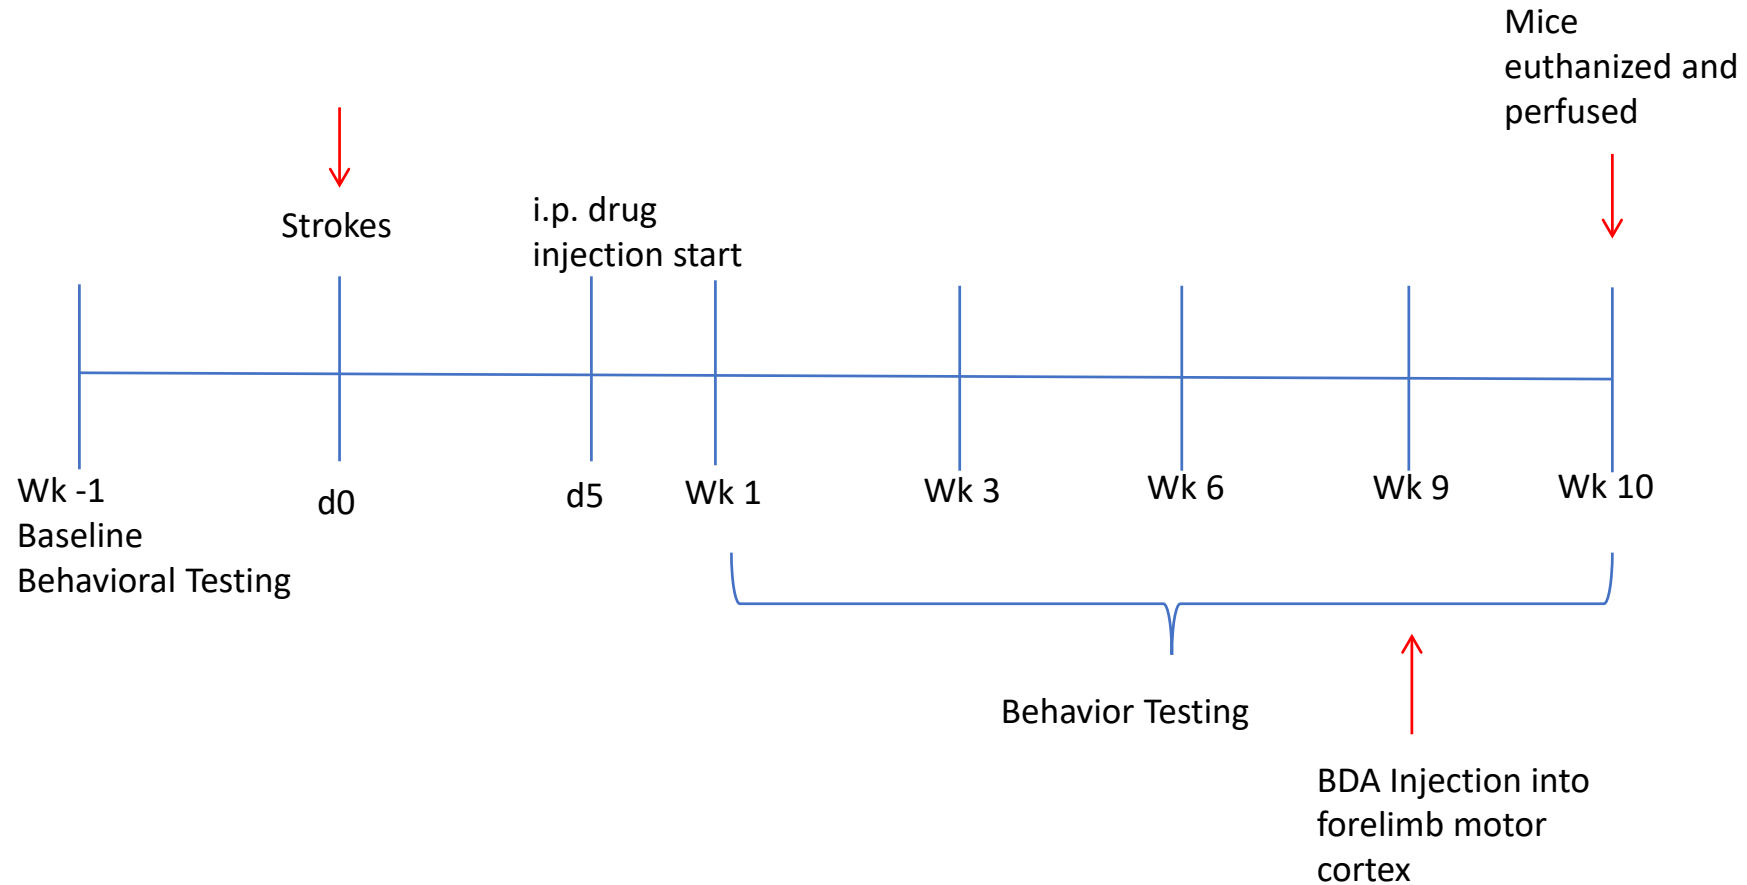 Mice
euthanized and
perfused
Strokes
i.p. drug
injection start
Wk -1
Baseline
Behavioral Testing
d0
d5
Wk 1
Wk 3
Wk 6
Wk 9
Wk 10
Behavior Testing
BDA Injection into
forelimb motor
cortex